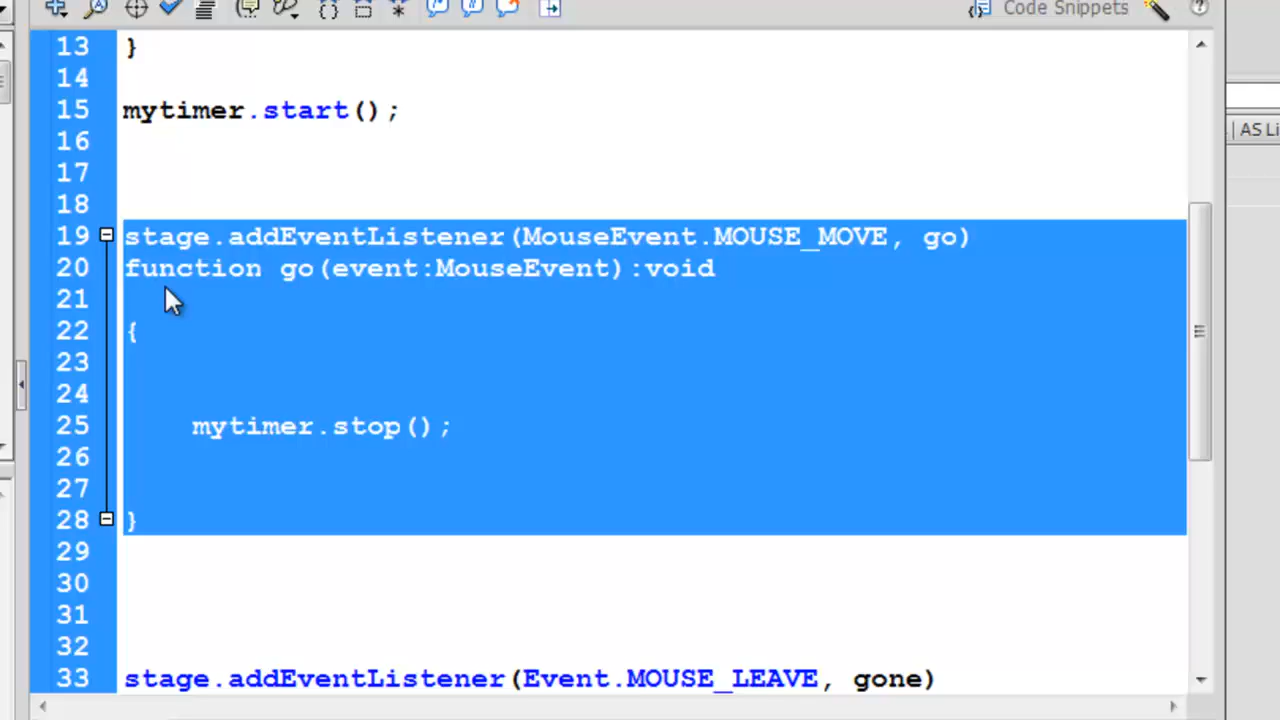 Code Snippets
AS Li
13 }
14
15 mytimer.start();
16
17
18
19 stage.addEventListener(MouseEvent.MOUSE_MOVE, go)
20 function go(event:MouseEvent):void
21
22 {
23
24
25 mytimer.stop();
26
27
28 }
29
30
31
32
33 stage.addEventListener(Event.MOUSE_LEAVE, gone)